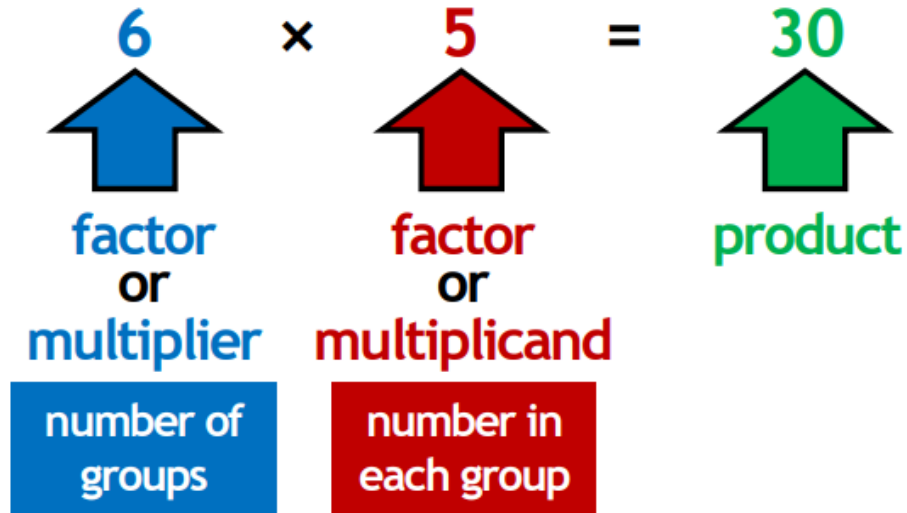 6 × 5 = 30
factor factor product
or or
multiplier multiplicand
number of number in
groups each group